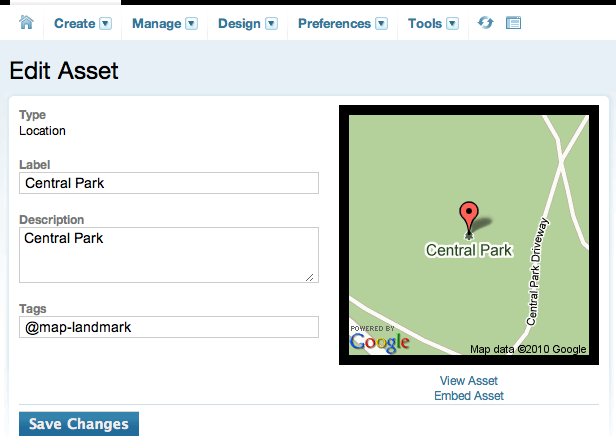 Create Manage Design Preferences Tools
Edit Asset
Type
Location
Label
Central Park
Description
Central Park
Tags
@map-landmark
Central Park
Central Park Driveway
POWERED BY
Google
Map data ©2010 Google
View Asset
Embed Asset
Save Changes